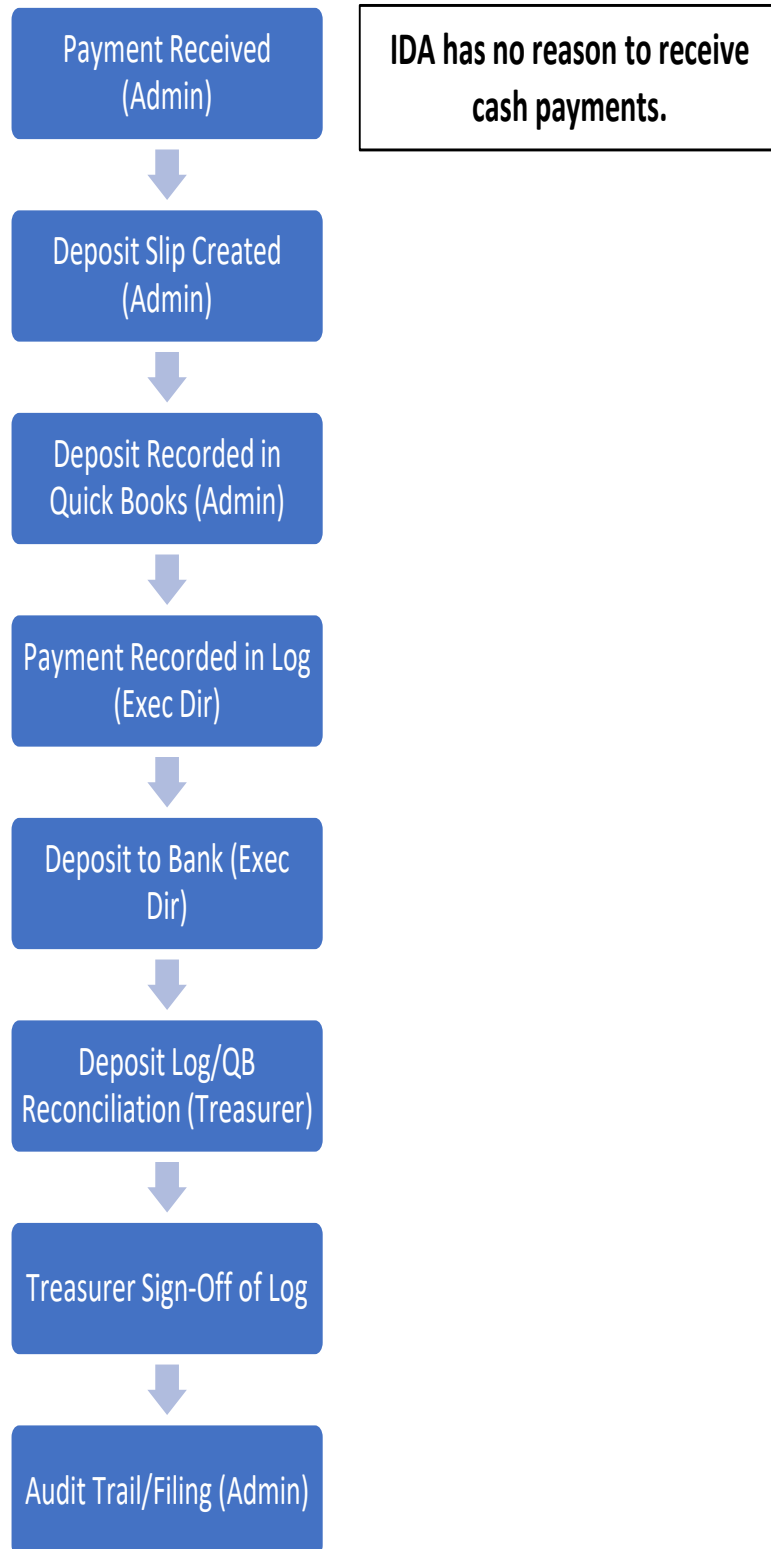 Payment Received
(Admin)
IDA has no reason to receive
cash payments.
Deposit Slip Created
(Admin)
Deposit Recorded in
Quick Books (Admin)
Payment Recorded in Log
(Exec Dir)
Deposit to Bank (Exec
Dir)
Deposit Log/QB
Reconciliation (Treasurer)
Treasurer Sign-Off of Log
Audit Trail/Filing (Admin)